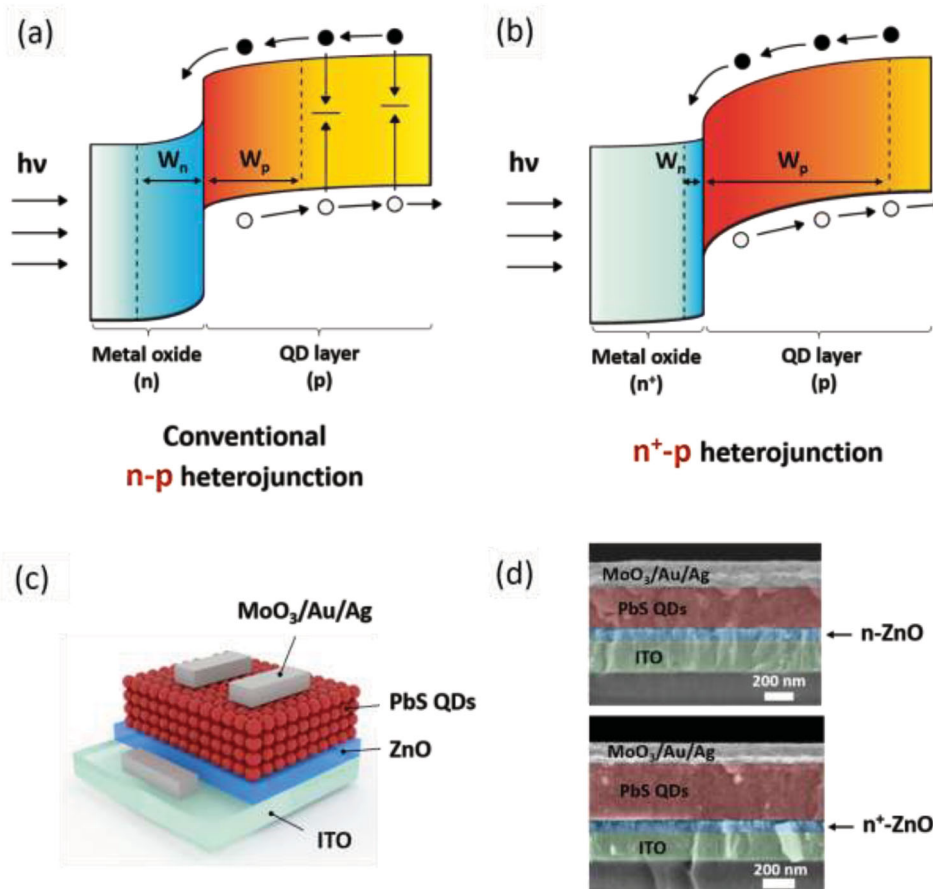 (a)
hν
Wₙ
Wₚ
Metal oxide
(n)
QD layer
(p)
Conventional
n-p heterojunction
(b)
hν
Wₙ
Wₚ
Metal oxide
(n⁺)
QD layer
(p)
n⁺-p heterojunction
(c)
MoO₃/Au/Ag
PbS QDs
ZnO
ITO
(d)
MoO₃/Au/Ag
PbS QDs
n-ZnO
ITO
200 nm
MoO₃/Au/Ag
PbS QDs
n⁺-ZnO
ITO
200 nm